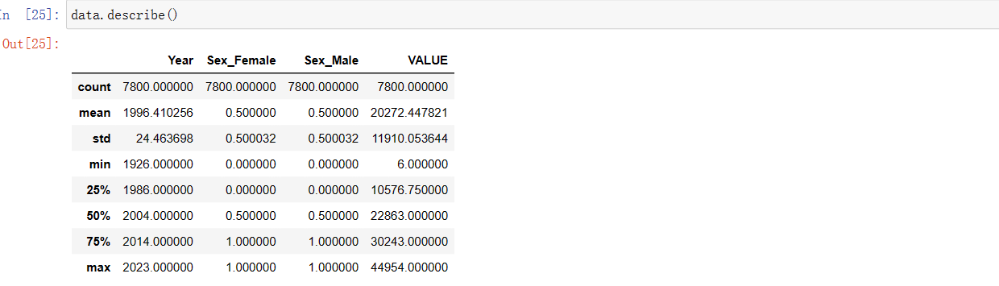 In [25]: data.describe()
Out[25]:
Year Sex_Female Sex_Male VALUE
count 7800.000000 7800.000000 7800.000000 7800.000000
mean 1996.410256 0.500000 0.500000 20272.447821
std 24.463698 0.500032 0.500032 11910.053644
min 1926.000000 0.000000 0.000000 6.000000
25% 1986.000000 0.000000 0.000000 10576.750000
50% 2004.000000 0.500000 0.500000 22863.000000
75% 2014.000000 1.000000 1.000000 30243.000000
max 2023.000000 1.000000 1.000000 44954.000000